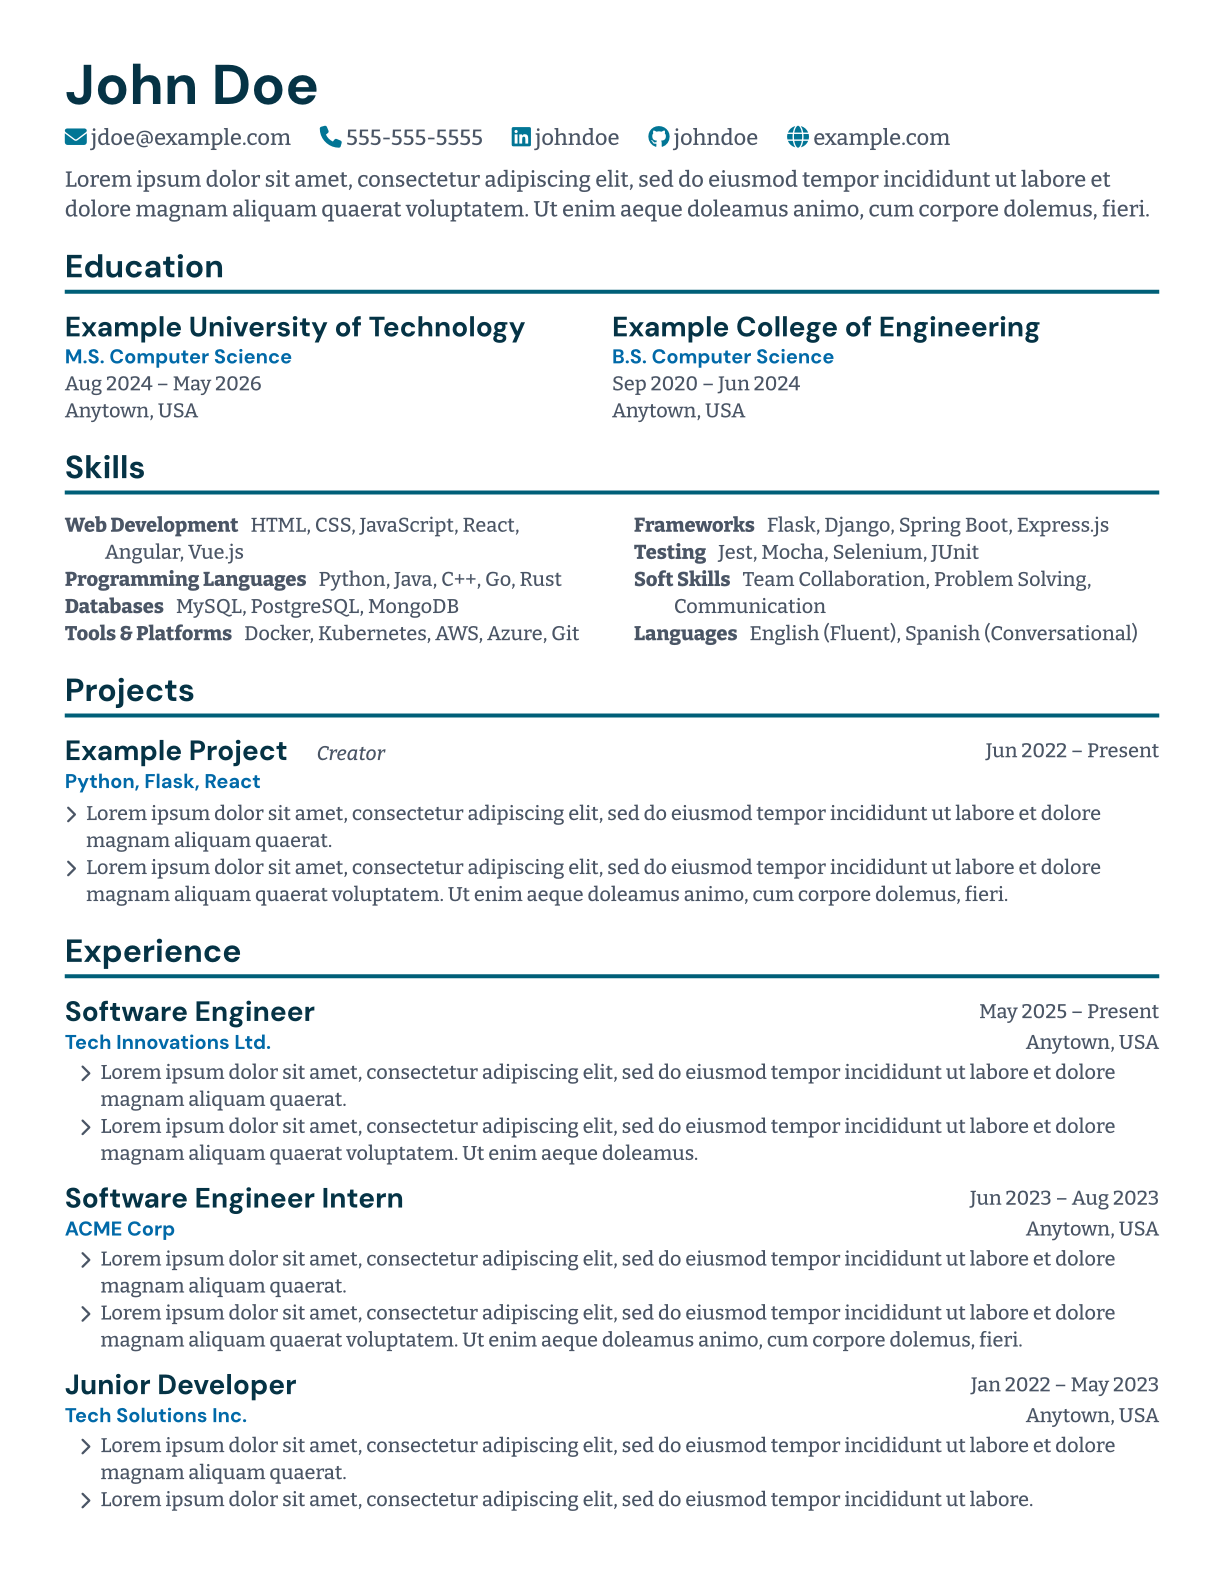 John Doe
jdoe@example.com 555-555-5555 johndoe johndoe example.com
Lorem ipsum dolor sit amet, consectetur adipiscing elit, sed do eiusmod tempor incididunt ut labore et
dolore magnam aliquam quaerat voluptatem. Ut enim aeque doleamus animo, cum corpore dolemus, fieri.
Education
Example University of Technology
M.S. Computer Science
Aug 2024 – May 2026
Anytown, USA
Example College of Engineering
B.S. Computer Science
Sep 2020 – Jun 2024
Anytown, USA
Skills
Web Development HTML, CSS, JavaScript, React,
Angular, Vue.js
Programming Languages Python, Java, C++, Go, Rust
Databases MySQL, PostgreSQL, MongoDB
Tools & Platforms Docker, Kubernetes, AWS, Azure, Git
Frameworks Flask, Django, Spring Boot, Express.js
Testing Jest, Mocha, Selenium, JUnit
Soft Skills Team Collaboration, Problem Solving,
Communication
Languages English (Fluent), Spanish (Conversational)
Projects
Example Project Creator Jun 2022 – Present
Python, Flask, React
Lorem ipsum dolor sit amet, consectetur adipiscing elit, sed do eiusmod tempor incididunt ut labore et dolore
magnam aliquam quaerat.
Lorem ipsum dolor sit amet, consectetur adipiscing elit, sed do eiusmod tempor incididunt ut labore et dolore
magnam aliquam quaerat voluptatem. Ut enim aeque doleamus animo, cum corpore dolemus, fieri.
Experience
Software Engineer May 2025 – Present
Tech Innovations Ltd. Anytown, USA
Lorem ipsum dolor sit amet, consectetur adipiscing elit, sed do eiusmod tempor incididunt ut labore et dolore
magnam aliquam quaerat.
Lorem ipsum dolor sit amet, consectetur adipiscing elit, sed do eiusmod tempor incididunt ut labore et dolore
magnam aliquam quaerat voluptatem. Ut enim aeque doleamus.
Software Engineer Intern Jun 2023 – Aug 2023
ACME Corp Anytown, USA
Lorem ipsum dolor sit amet, consectetur adipiscing elit, sed do eiusmod tempor incididunt ut labore et dolore
magnam aliquam quaerat.
Lorem ipsum dolor sit amet, consectetur adipiscing elit, sed do eiusmod tempor incididunt ut labore et dolore
magnam aliquam quaerat voluptatem. Ut enim aeque doleamus animo, cum corpore dolemus, fieri.
Junior Developer Jan 2022 – May 2023
Tech Solutions Inc. Anytown, USA
Lorem ipsum dolor sit amet, consectetur adipiscing elit, sed do eiusmod tempor incididunt ut labore et dolore
magnam aliquam quaerat.
Lorem ipsum dolor sit amet, consectetur adipiscing elit, sed do eiusmod tempor incididunt ut labore.